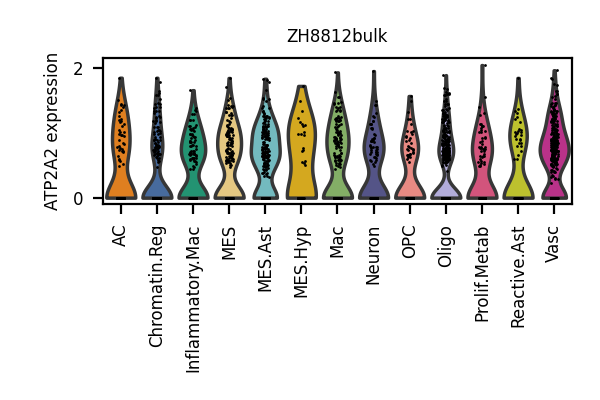 ZH8812bulk
ATP2A2 expression
2
0
AC
Chromatin.Reg
Inflammatory.Mac
MES
MES.Ast
MES.Hyp
Mac
Neuron
OPC
Oligo
Prolif.Metab
Reactive.Ast
Vasc